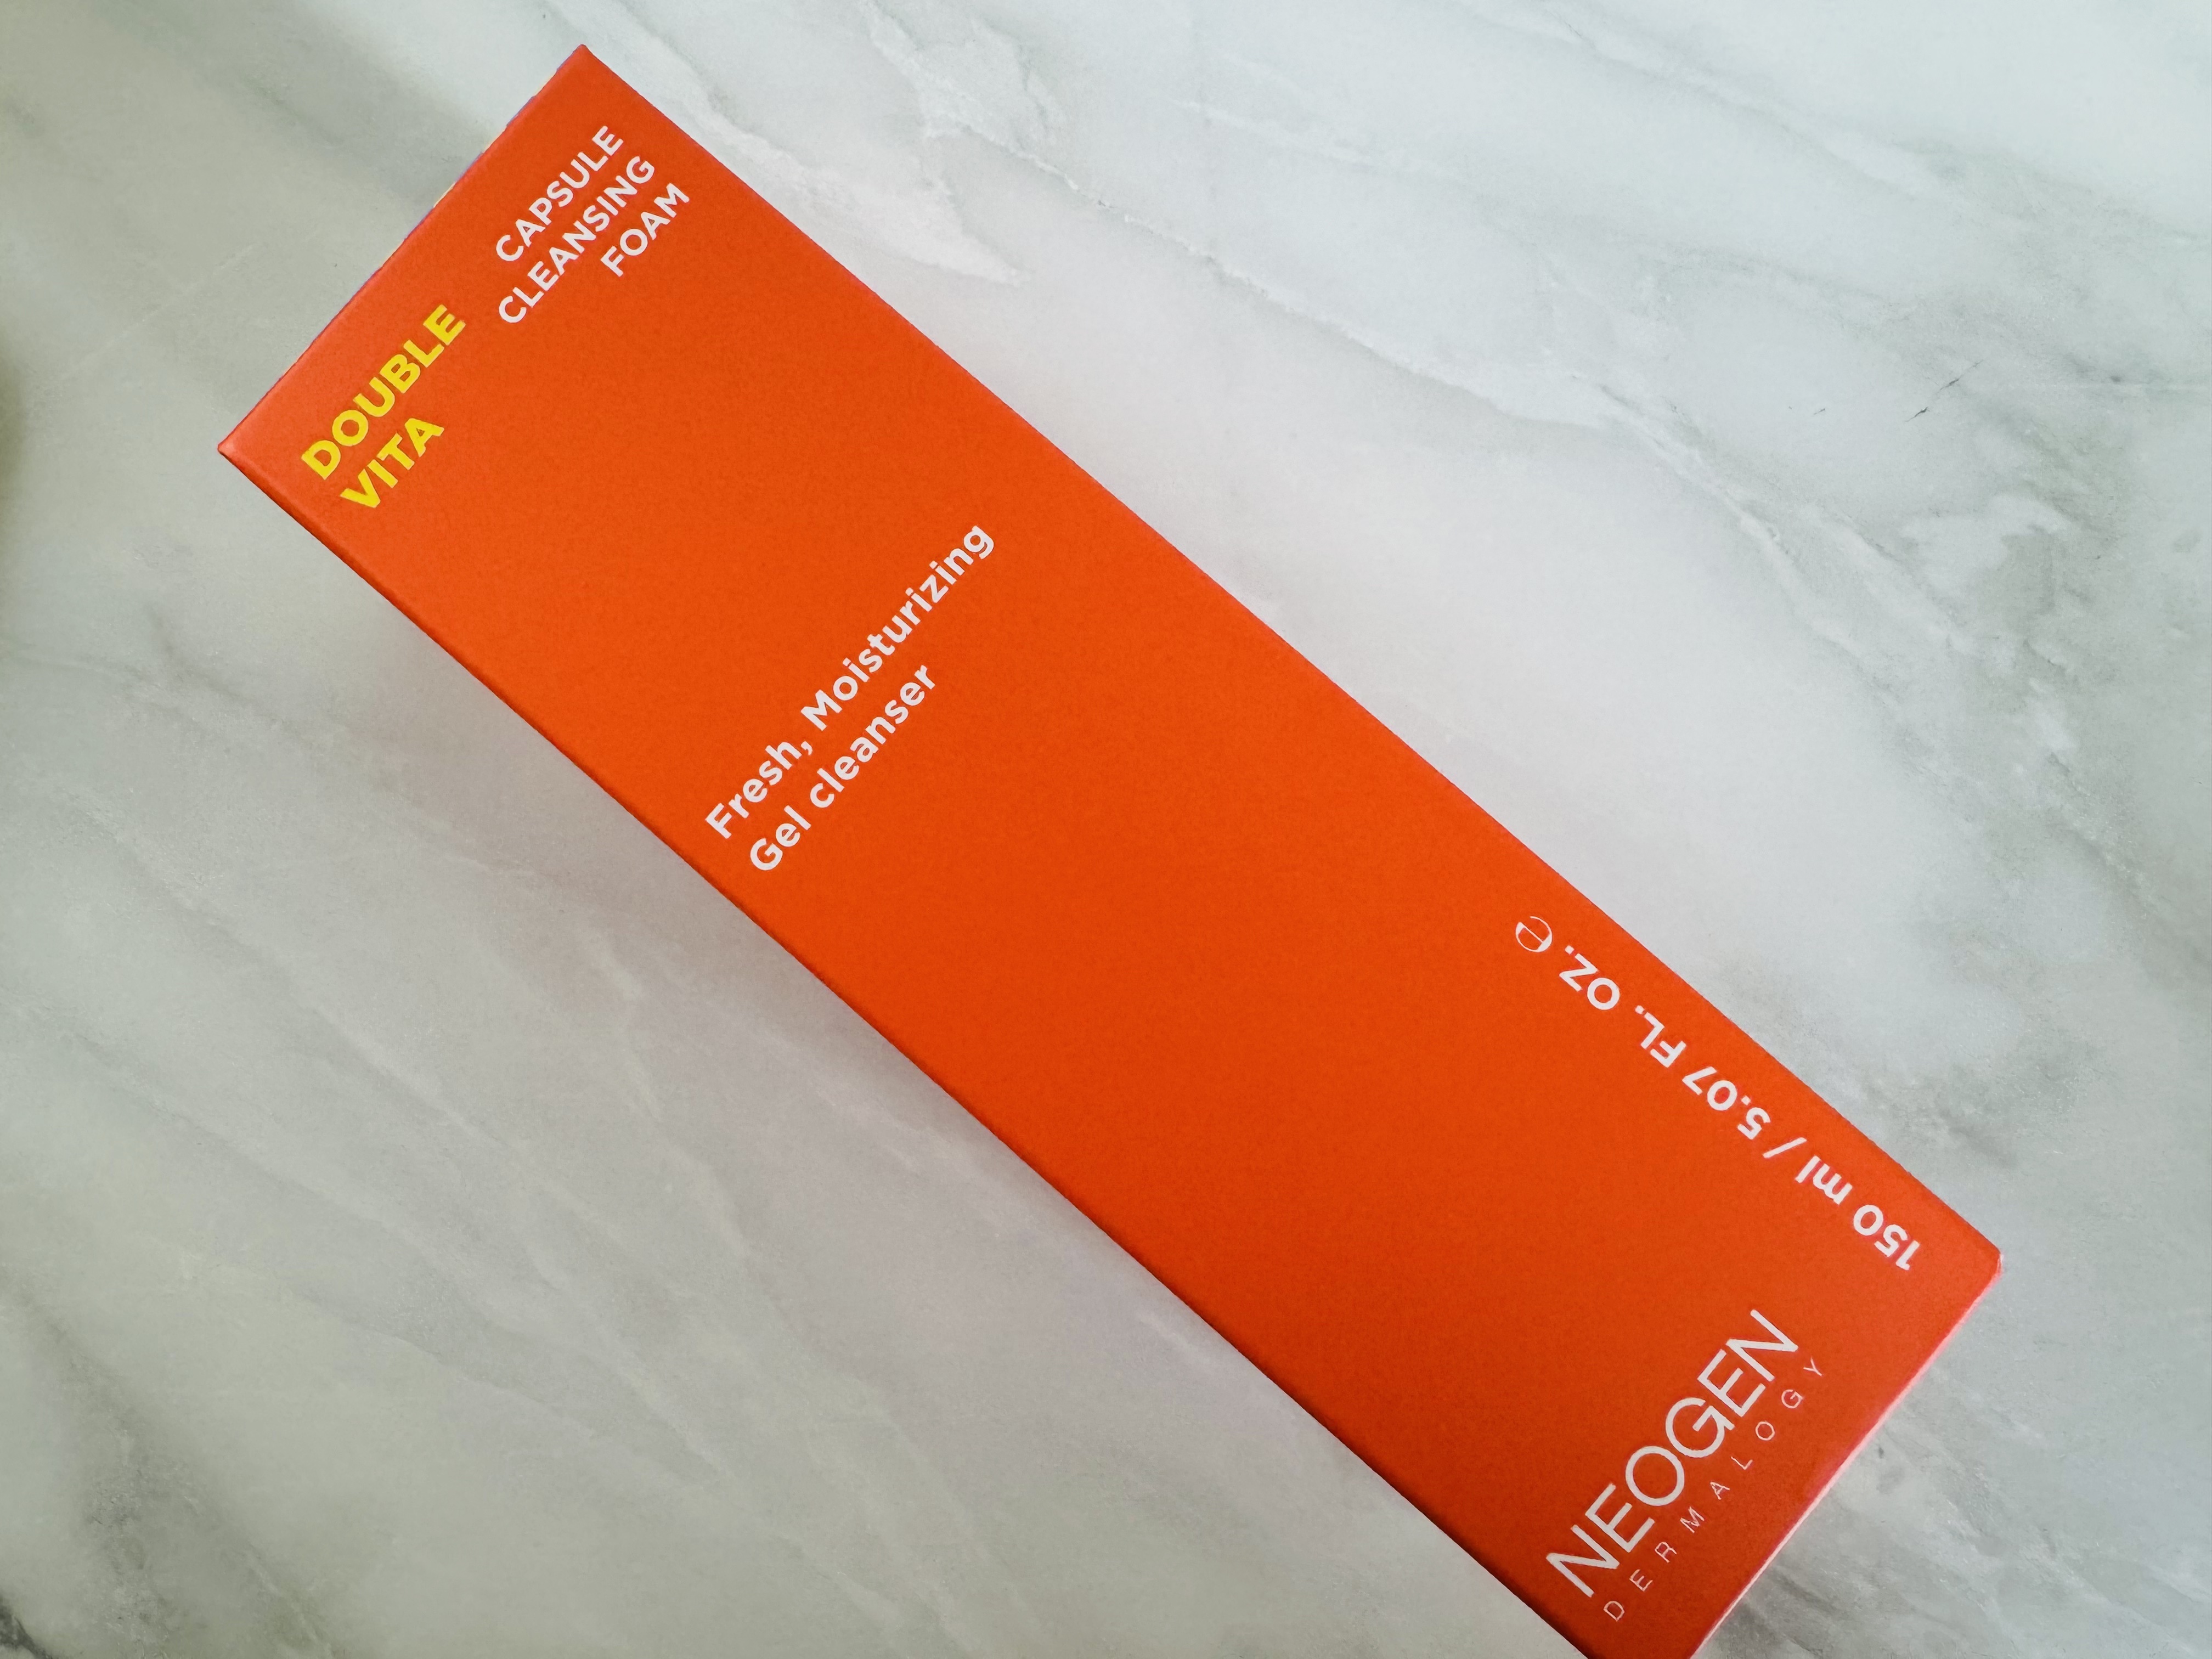 DOUBLE
VITA
CAPSULE
CLEANSING
FOAM
Fresh, Moisturizing
Gel cleanser
150 ml / 5.07 FL. OZ. ℮
NEOGEN
DERMALOGY